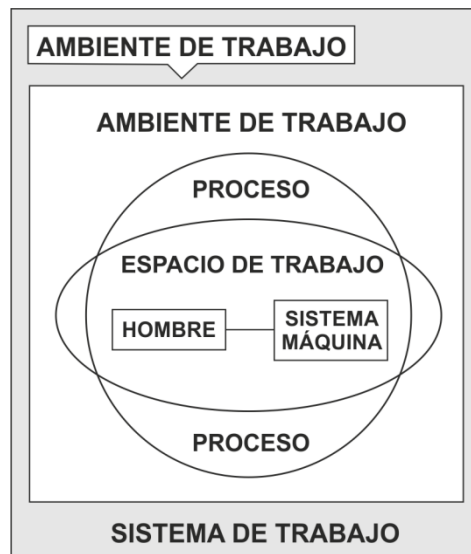 AMBIENTE DE TRABAJO
AMBIENTE DE TRABAJO
PROCESO
ESPACIO DE TRABAJO
HOMBRE
SISTEMA
MÁQUINA
PROCESO
SISTEMA DE TRABAJO